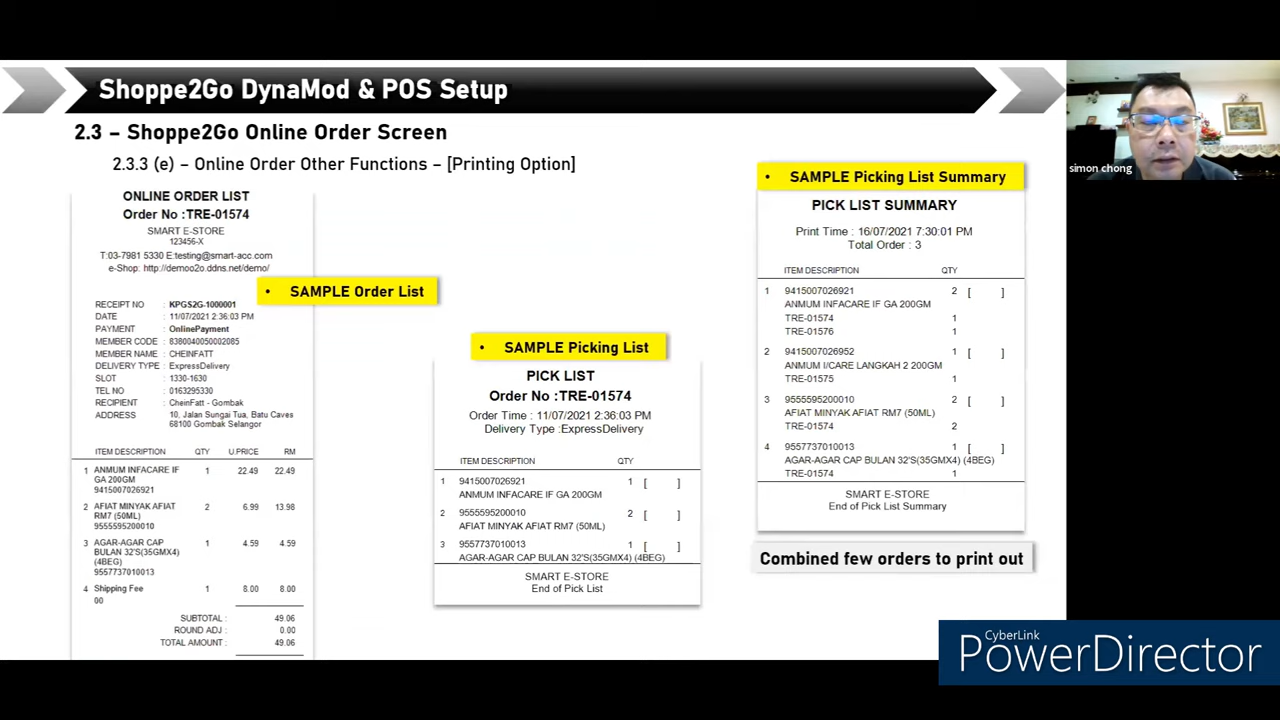 Shoppe2Go DynaMod & POS Setup
2.3 – Shoppe2Go Online Order Screen
2.3.3 (e) – Online Order Other Functions – [Printing Option]
ONLINE ORDER LIST
Order No :TRE-01574
SMART E-STORE
123456-X
T:03-7981 5330 E:testing@smart-acc.com
e-Shop: http://demoo2o.ddns.net/demo/
• SAMPLE Order List
RECEIPT NO : KPGS2G-1000001
DATE : 11/07/2021 2:36:03 PM
PAYMENT : OnlinePayment
MEMBER CODE : 8380040050002085
MEMBER NAME : CHEINFATT
DELIVERY TYPE : ExpressDelivery
SLOT : 1330-1630
TEL NO : 0163295330
RECIPIENT : CheinFatt - Gombak
ADDRESS : 10, Jalan Sungai Tua, Batu Caves
68100 Gombak Selangor
ITEM DESCRIPTION QTY U.PRICE RM
1 ANMUM INFACARE IF 1 22.49 22.49
GA 200GM
9415007026921
2 AFIAT MINYAK AFIAT 2 6.99 13.98
RM7 (50ML)
9555595200010
3 AGAR-AGAR CAP 1 4.59 4.59
BULAN 32'S(35GMX4)
(4BEG)
9557737010013
4 Shipping Fee 1 8.00 8.00
00
SUBTOTAL : 49.06
ROUND ADJ : 0.00
TOTAL AMOUNT : 49.06
• SAMPLE Picking List
PICK LIST
Order No :TRE-01574
Order Time : 11/07/2021 2:36:03 PM
Delivery Type :ExpressDelivery
ITEM DESCRIPTION QTY
1 9415007026921 1 [ ]
ANMUM INFACARE IF GA 200GM
2 9555595200010 2 [ ]
AFIAT MINYAK AFIAT RM7 (50ML)
3 9557737010013 1 [ ]
AGAR-AGAR CAP BULAN 32'S(35GMX4) (4BEG)
SMART E-STORE
End of Pick List
• SAMPLE Picking List Summary
PICK LIST SUMMARY
Print Time : 16/07/2021 7:30:01 PM
Total Order : 3
ITEM DESCRIPTION QTY
1 9415007026921 2 [ ]
ANMUM INFACARE IF GA 200GM
TRE-01574 1
TRE-01576 1
2 9415007026952 1 [ ]
ANMUM I/CARE LANGKAH 2 200GM
TRE-01575 1
3 9555595200010 2 [ ]
AFIAT MINYAK AFIAT RM7 (50ML)
TRE-01574 2
4 9557737010013 1 [ ]
AGAR-AGAR CAP BULAN 32'S(35GMX4) (4BEG)
TRE-01574 1
SMART E-STORE
End of Pick List Summary
Combined few orders to print out
simon chong
CyberLink
PowerDirector